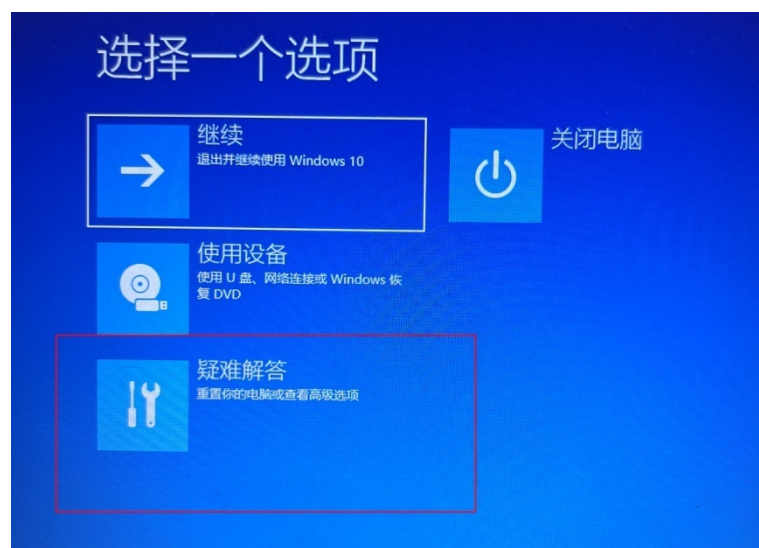 选择一个选项
继续
退出并继续使用 Windows 10
关闭电脑
使用设备
使用 U 盘、网络连接或 Windows 恢
复 DVD
疑难解答
重置你的电脑或查看高级选项